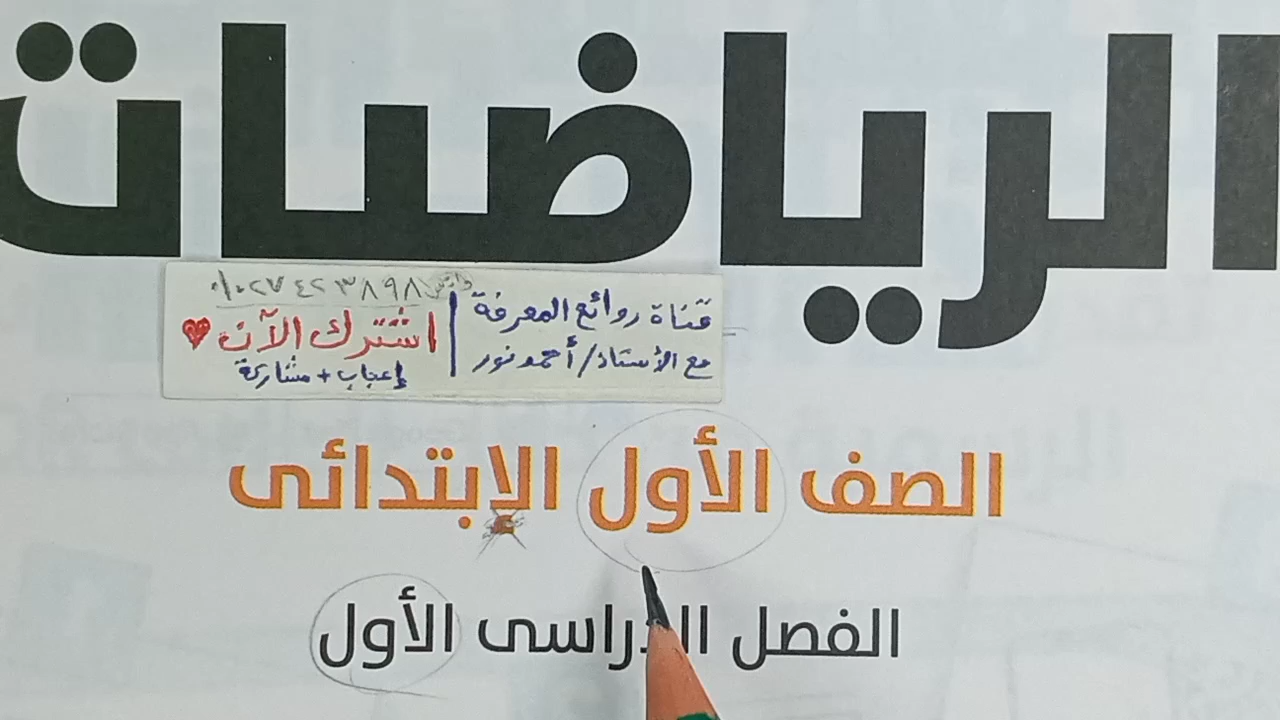 الرياضيات
قناة روائع المعرفة
مع الأستاذ/أحمد نور
واتس ٠١٠٢٧٤٢٣٨٩٨
اشترك الآن
إعجاب + مشاركة
الصف الأول الإبتدائى
الفصل الدراسى الأول